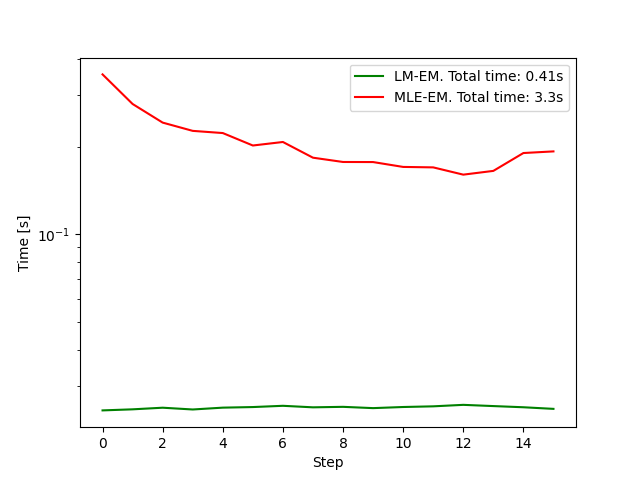 LM-EM. Total time: 0.41s
MLE-EM. Total time: 3.3s
Time [s]
10⁻¹
0 2 4 6 8 10 12 14
Step